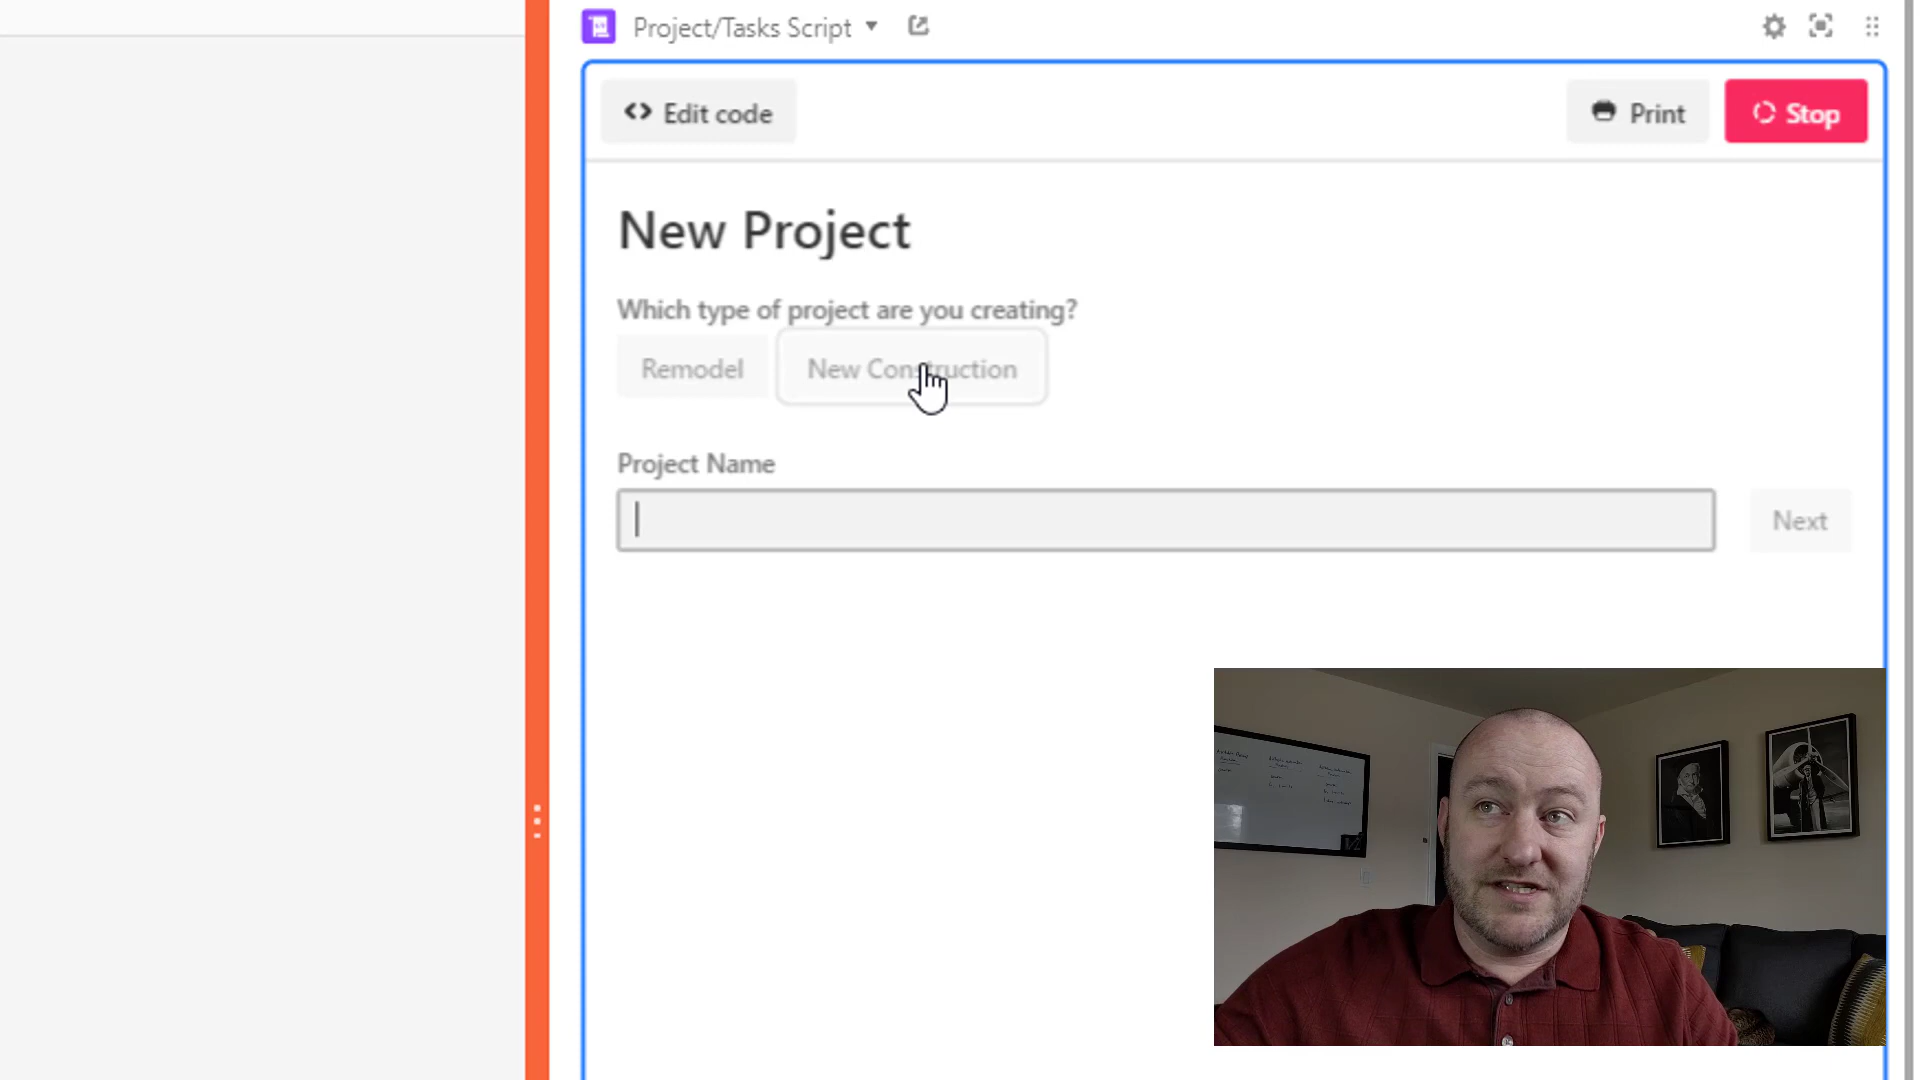 Project/Tasks Script
Edit code
Print
Stop
New Project
Which type of project are you creating?
Remodel
New Construction
Project Name
Next